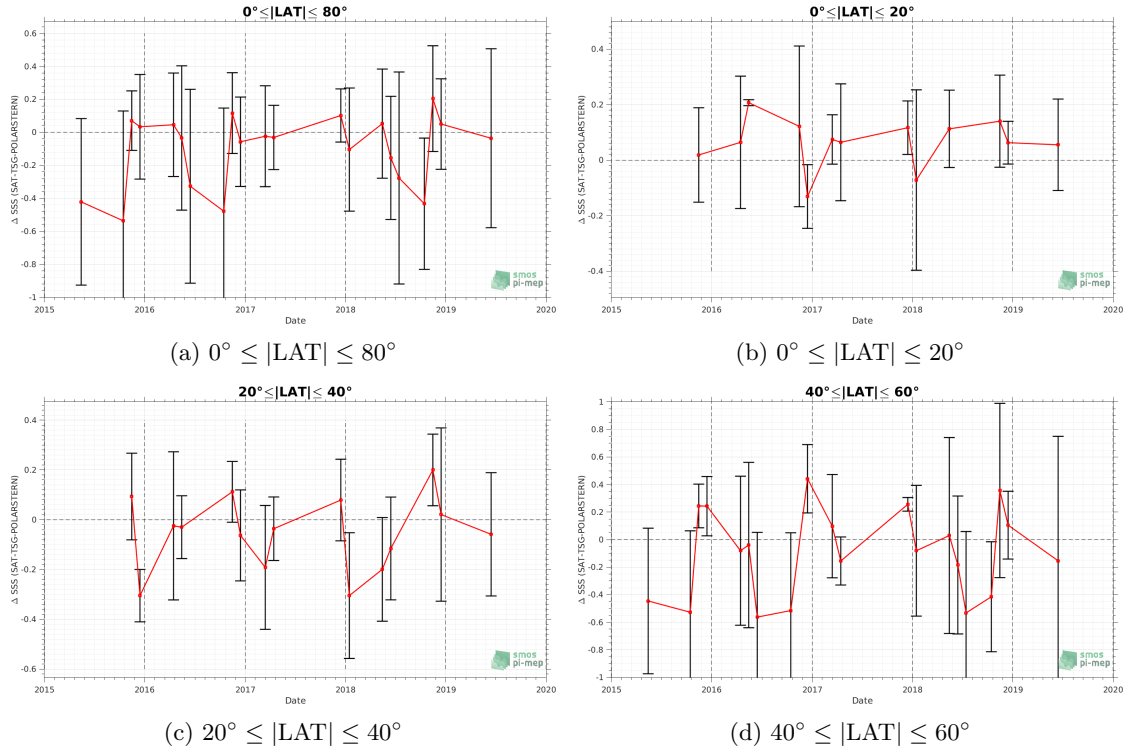 0°≤|LAT|≤ 80°
Δ SSS (SAT-TSG-POLARSTERN)
0.8
0.6
0.4
0.2
0
-0.2
-0.4
-0.6
-0.8
-1
2015 2016 2017 2018 2019 2020
Date
smos
pi-mep
(a) 0° ≤ |LAT| ≤ 80°
0°≤|LAT|≤ 20°
Δ SSS (SAT-TSG-POLARSTERN)
0.4
0.2
0
-0.2
-0.4
2015 2016 2017 2018 2019 2020
Date
smos
pi-mep
(b) 0° ≤ |LAT| ≤ 20°
20°≤|LAT|≤ 40°
Δ SSS (SAT-TSG-POLARSTERN)
0.4
0.2
0
-0.2
-0.4
-0.6
2015 2016 2017 2018 2019 2020
Date
smos
pi-mep
(c) 20° ≤ |LAT| ≤ 40°
40°≤|LAT|≤ 60°
Δ SSS (SAT-TSG-POLARSTERN)
1
0.8
0.6
0.4
0.2
0
-0.2
-0.4
-0.6
-0.8
-1
2015 2016 2017 2018 2019 2020
Date
smos
pi-mep
(d) 40° ≤ |LAT| ≤ 60°